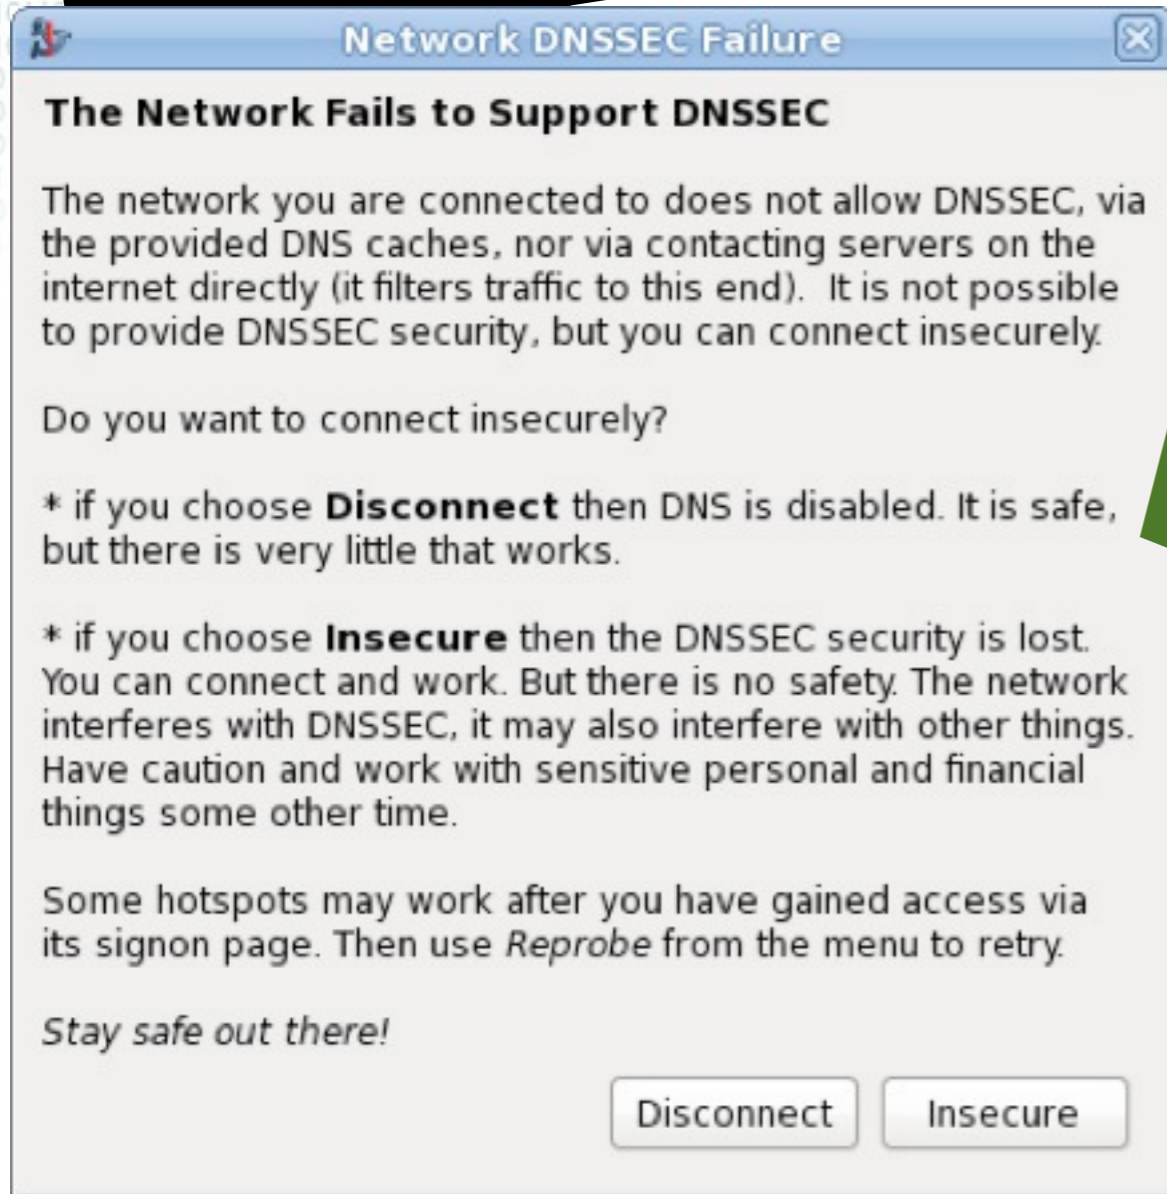 Network DNSSEC Failure
The Network Fails to Support DNSSEC
The network you are connected to does not allow DNSSEC, via
the provided DNS caches, nor via contacting servers on the
internet directly (it filters traffic to this end).  It is not possible
to provide DNSSEC security, but you can connect insecurely.
Do you want to connect insecurely?
* if you choose Disconnect then DNS is disabled. It is safe,
but there is very little that works.
* if you choose Insecure then the DNSSEC security is lost.
You can connect and work. But there is no safety. The network
interferes with DNSSEC, it may also interfere with other things.
Have caution and work with sensitive personal and financial
things some other time.
Some hotspots may work after you have gained access via
its signon page. Then use Reprobe from the menu to retry.
Stay safe out there!
Disconnect
Insecure